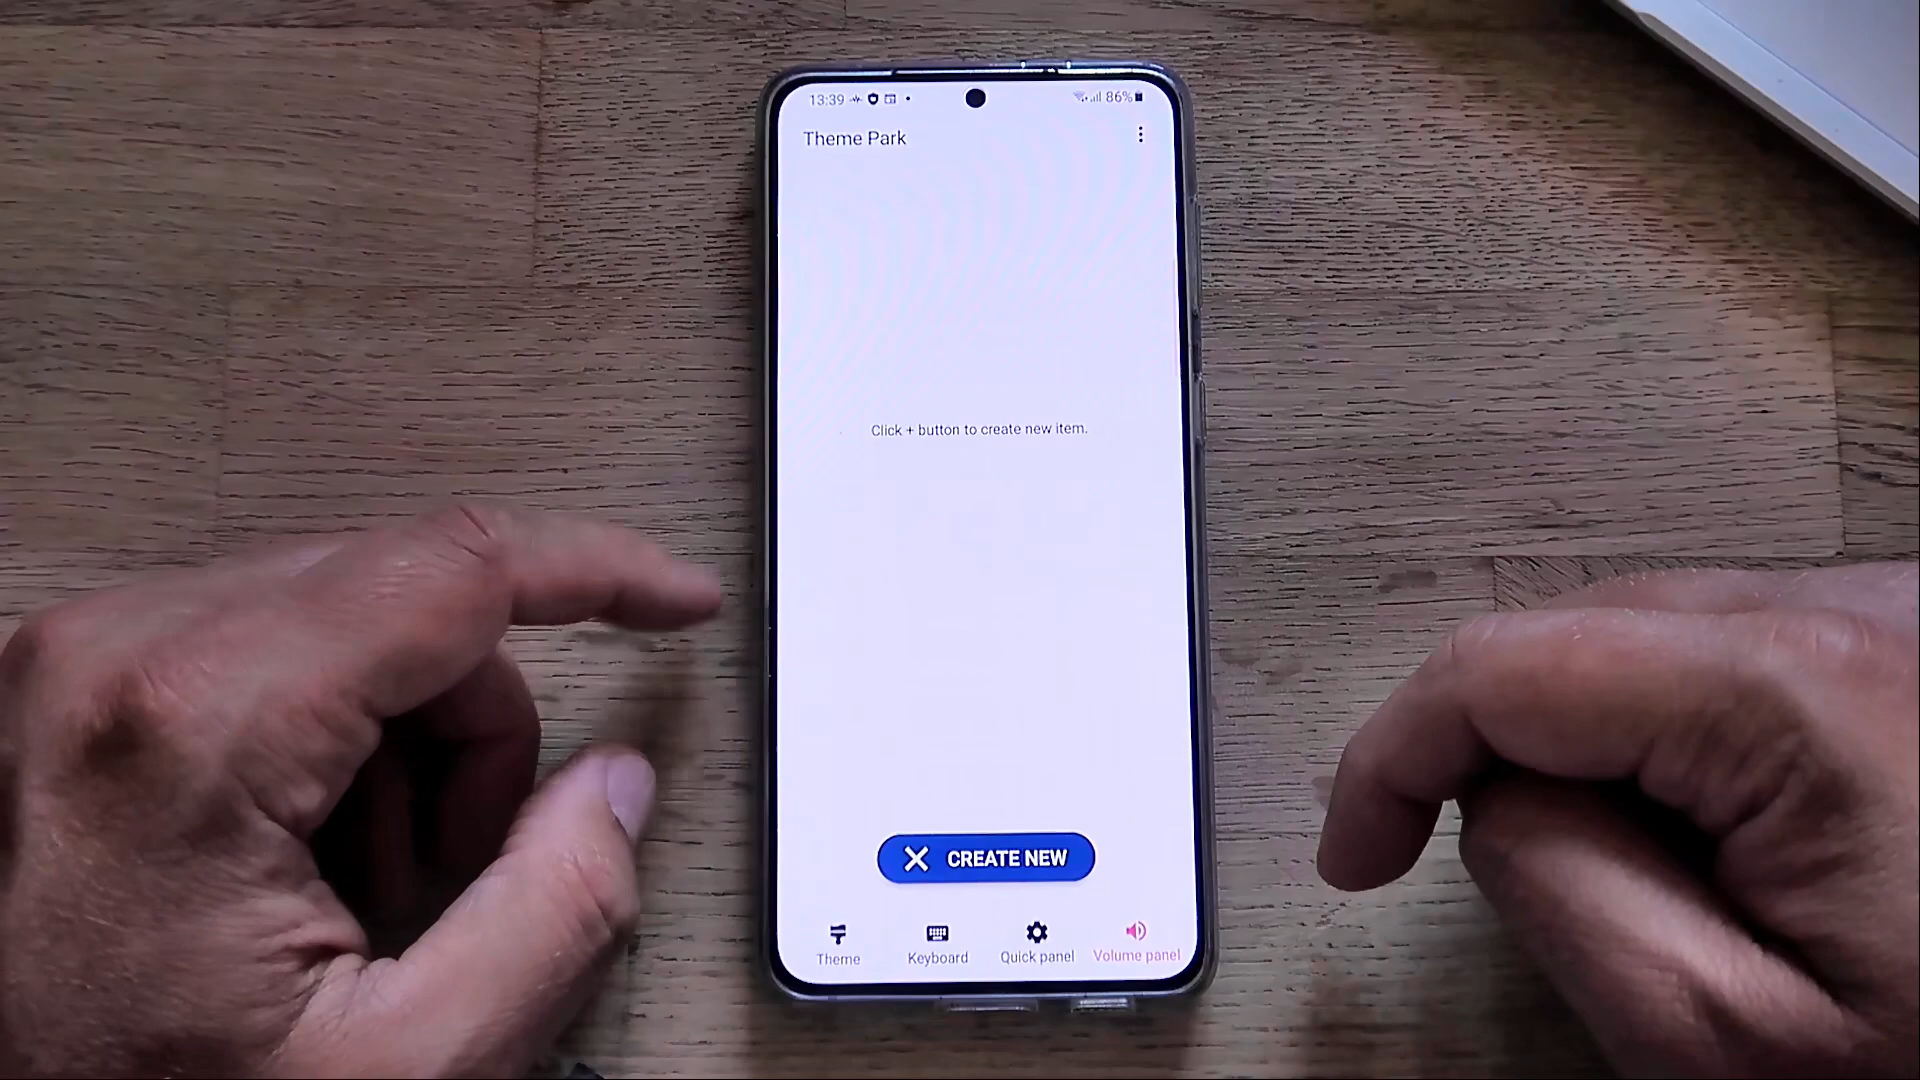 13:39
86%
Theme Park
Click + button to create new item.
CREATE NEW
Theme
Keyboard
Quick panel
Volume panel